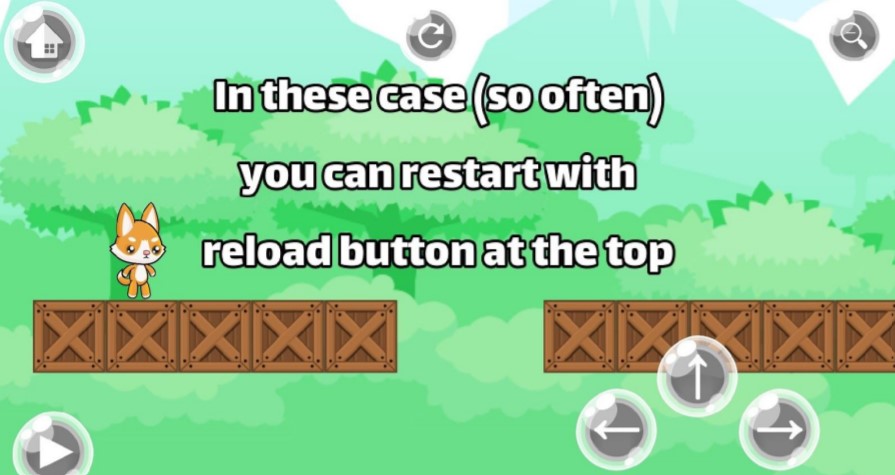 In these case (so often)
you can restart with
reload button at the top